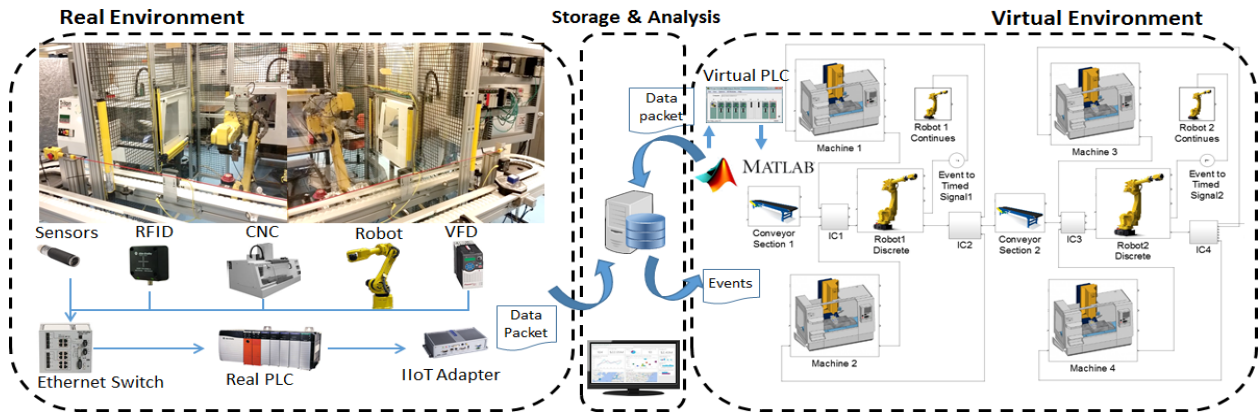 Real Environment
Storage & Analysis
Virtual Environment
Sensors
RFID
CNC
Robot
VFD
Ethernet Switch
Real PLC
IIoT Adapter
Data
Packet
Data
packet
Events
Virtual PLC
MATLAB
Machine 1
Robot 1
Continues
Event to
Timed
Signal1
Conveyor
Section 1
IC1
Robot1
Discrete
IC2
Machine 2
Machine 3
Robot 2
Continues
Event to
Timed
Signal2
Conveyor
Section 2
IC3
Robot2
Discrete
IC4
Machine 4